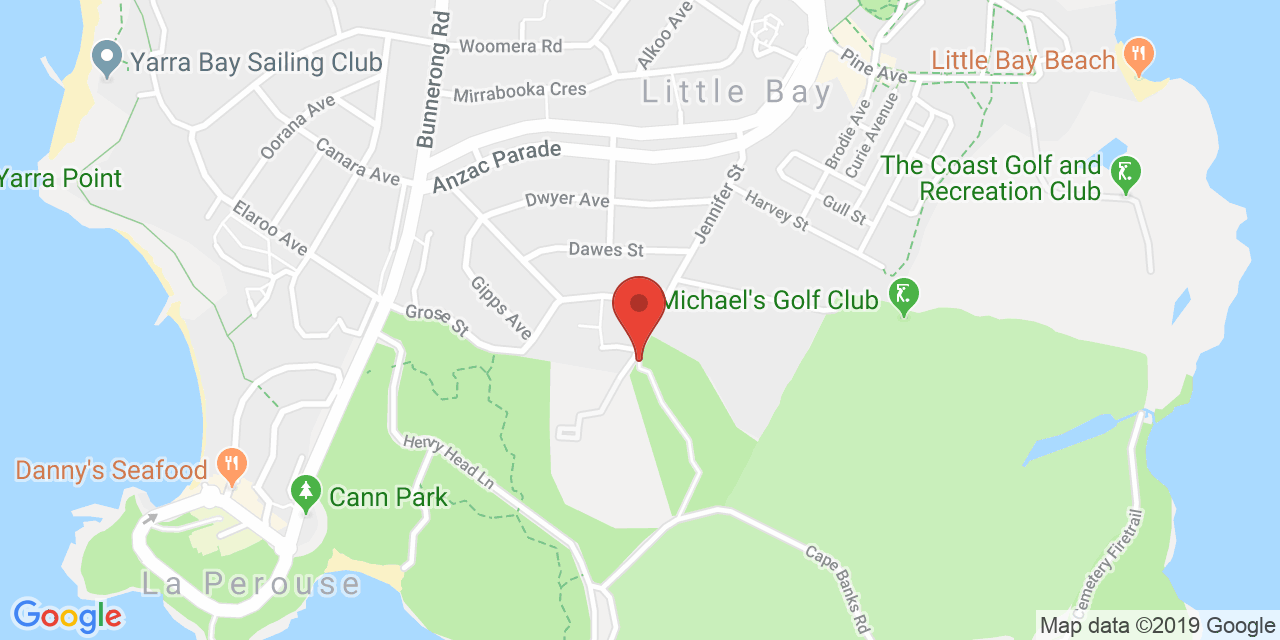 Woomera Rd
Alkoo Ave
Bunnerong Rd
Yarra Bay Sailing Club
Little Bay Beach
Pine Ave
Mirrabooka Cres
Little Bay
Oorana Ave
Canara Ave
Anzac Parade
Brodie Ave
Curie Avenue
The Coast Golf and
Recreation Club
Yarra Point
Dwyer Ave
Jennifer St
Harvey St
Gull St
Elaroo Ave
Dawes St
Gipps Ave
Michael's Golf Club
Grose St
Henry Head Ln
Danny's Seafood
Cann Park
La Perouse
Cape Banks Rd
Cemetery Firetrail
Google
Map data ©2019 Google